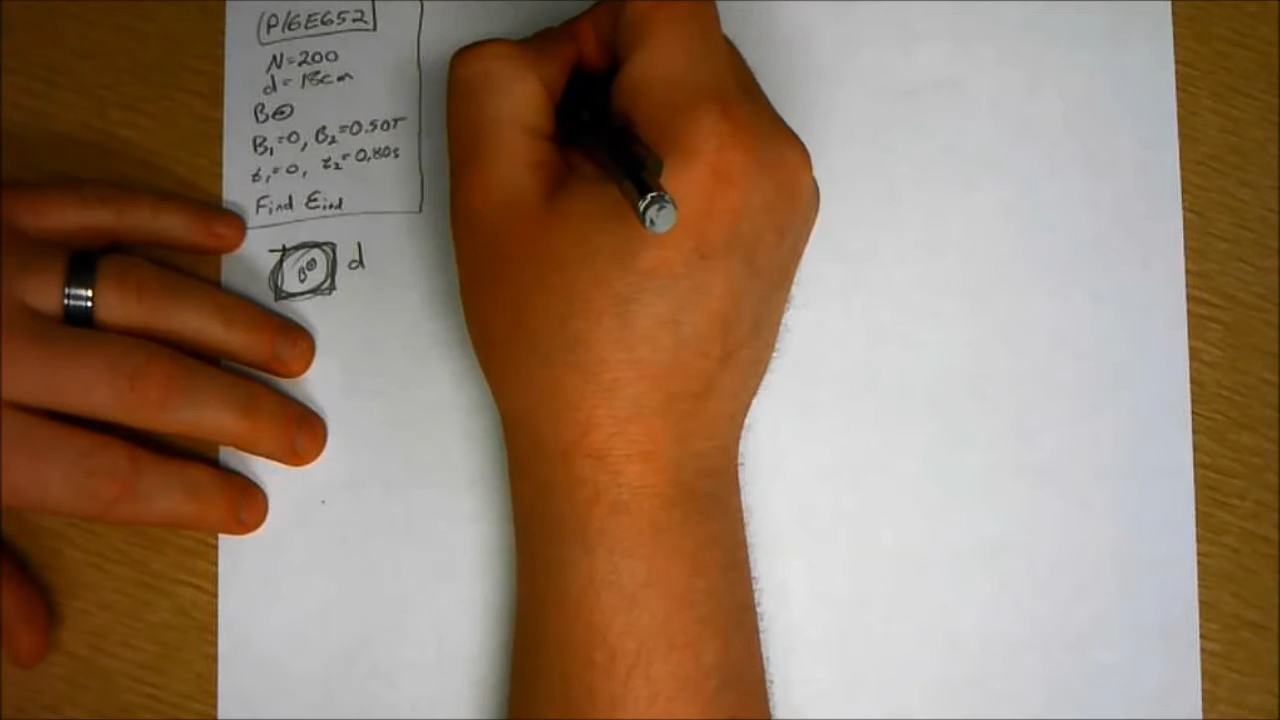 P16E652
N=200
d=18cm
B⊙
B₁=0, B₂=0.50T
t₁=0, t₂=0.80s
Find Eind
B⊙ d